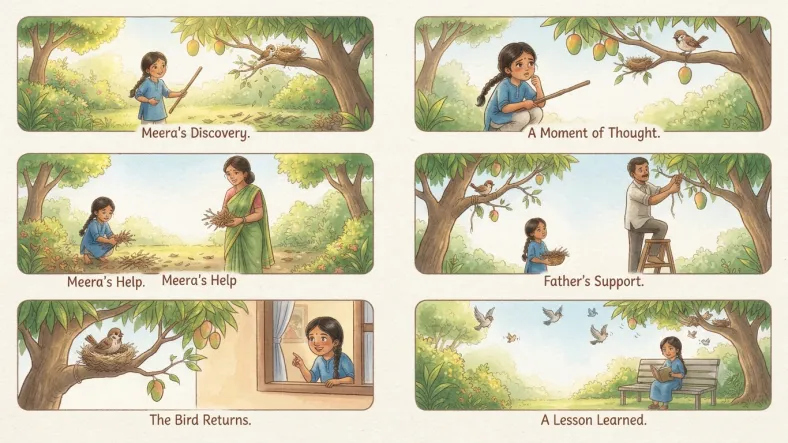 Meera's Discovery.
A Moment of Thought.
Meera's Help. Meera's Help
Father's Support.
The Bird Returns.
A Lesson Learned.